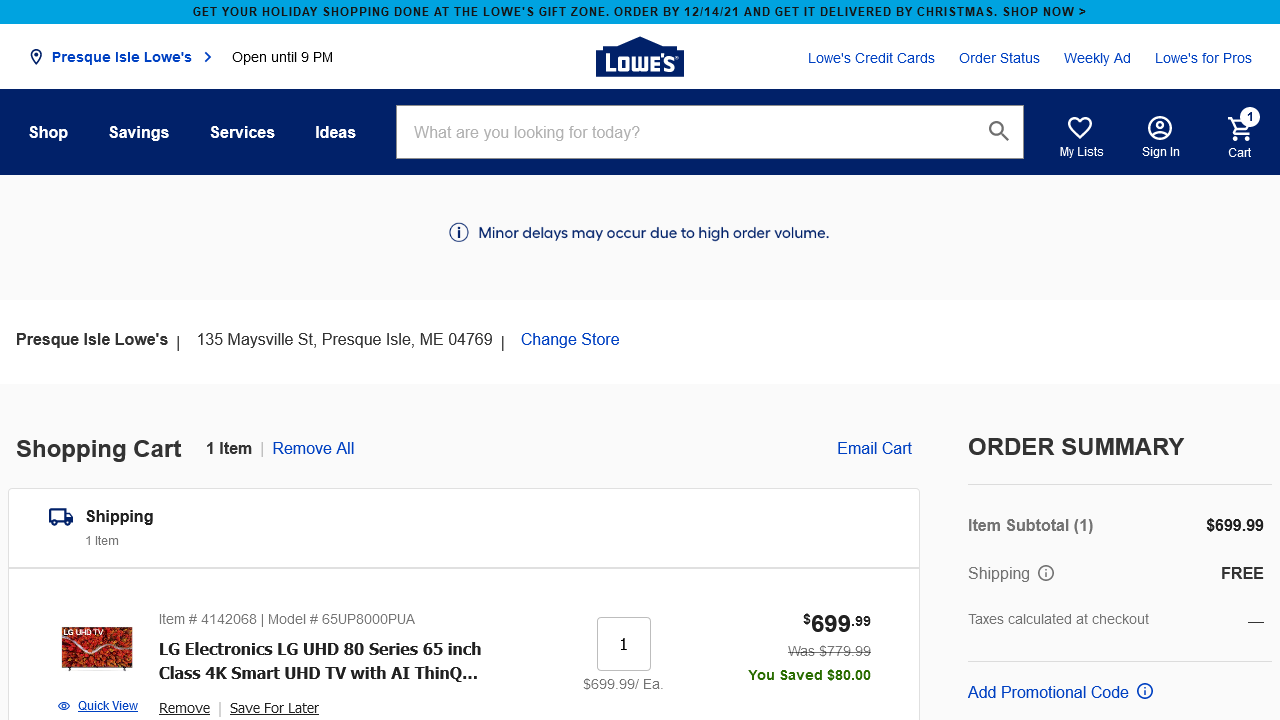 GET YOUR HOLIDAY SHOPPING DONE AT THE LOWE'S GIFT ZONE. ORDER BY 12/14/21 AND GET IT DELIVERED BY CHRISTMAS. SHOP NOW >
Presque Isle Lowe's
Open until 9 PM
LOWE'S
Lowe's Credit Cards
Order Status
Weekly Ad
Lowe's for Pros
Shop
Savings
Services
Ideas
What are you looking for today?
My Lists
Sign In
1
Cart
Minor delays may occur due to high order volume.
Presque Isle Lowe's | 135 Maysville St, Presque Isle, ME 04769 | Change Store
Shopping Cart
1 Item | Remove All
Email Cart
Shipping
1 Item
LG UHD TV
Quick View
Item # 4142068 | Model # 65UP8000PUA
LG Electronics LG UHD 80 Series 65 inch
Class 4K Smart UHD TV with AI ThinQ...
Remove | Save For Later
1
$699.99/ Ea.
$699.99
Was $779.99
You Saved $80.00
ORDER SUMMARY
Item Subtotal (1) $699.99
Shipping FREE
Taxes calculated at checkout —
Add Promotional Code